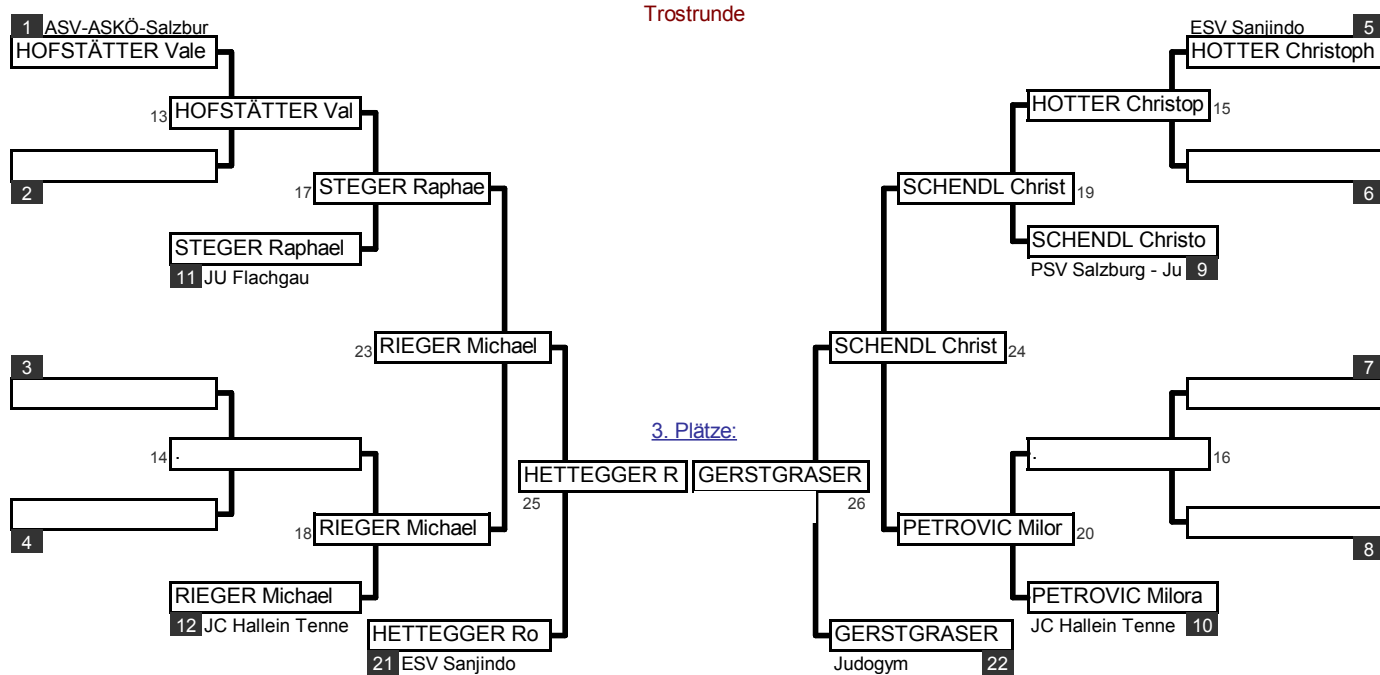 Trostrunde
1 ASV-ASKÖ-Salzbur
HOFSTÄTTER Vale
ESV Sanjindo 5
HOTTER Christoph
13 HOFSTÄTTER Val
HOTTER Christop 15
2
17 STEGER Raphae
SCHENDL Christ 19
6
STEGER Raphael
11 JU Flachgau
SCHENDL Christo
PSV Salzburg - Ju 9
23 RIEGER Michael
SCHENDL Christ 24
3
7
3. Plätze:
14 .
. 16
HETTEGGER R
25
GERSTGRASER
26
4
18 RIEGER Michael
PETROVIC Milor 20
8
RIEGER Michael
12 JC Hallein Tenne
PETROVIC Milora
JC Hallein Tenne 10
HETTEGGER Ro
21 ESV Sanjindo
GERSTGRASER
Judogym 22